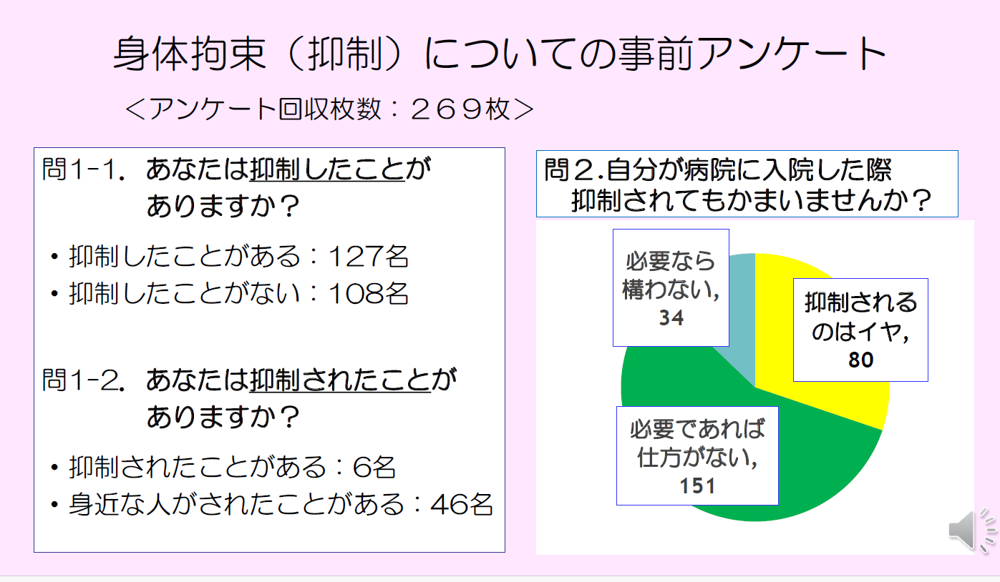 身体拘束（抑制）についての事前アンケート
＜アンケート回収枚数：２６９枚＞
問1-1．あなたは抑制したことが
ありますか？
・抑制したことがある：127名
・抑制したことがない：108名
問1-2．あなたは抑制されたことが
ありますか？
・抑制されたことがある：6名
・身近な人がされたことがある：46名
問２.自分が病院に入院した際
抑制されてもかまいませんか？
必要なら
構わない,
34
抑制される
のはイヤ,
80
必要であれば
仕方がない,
151